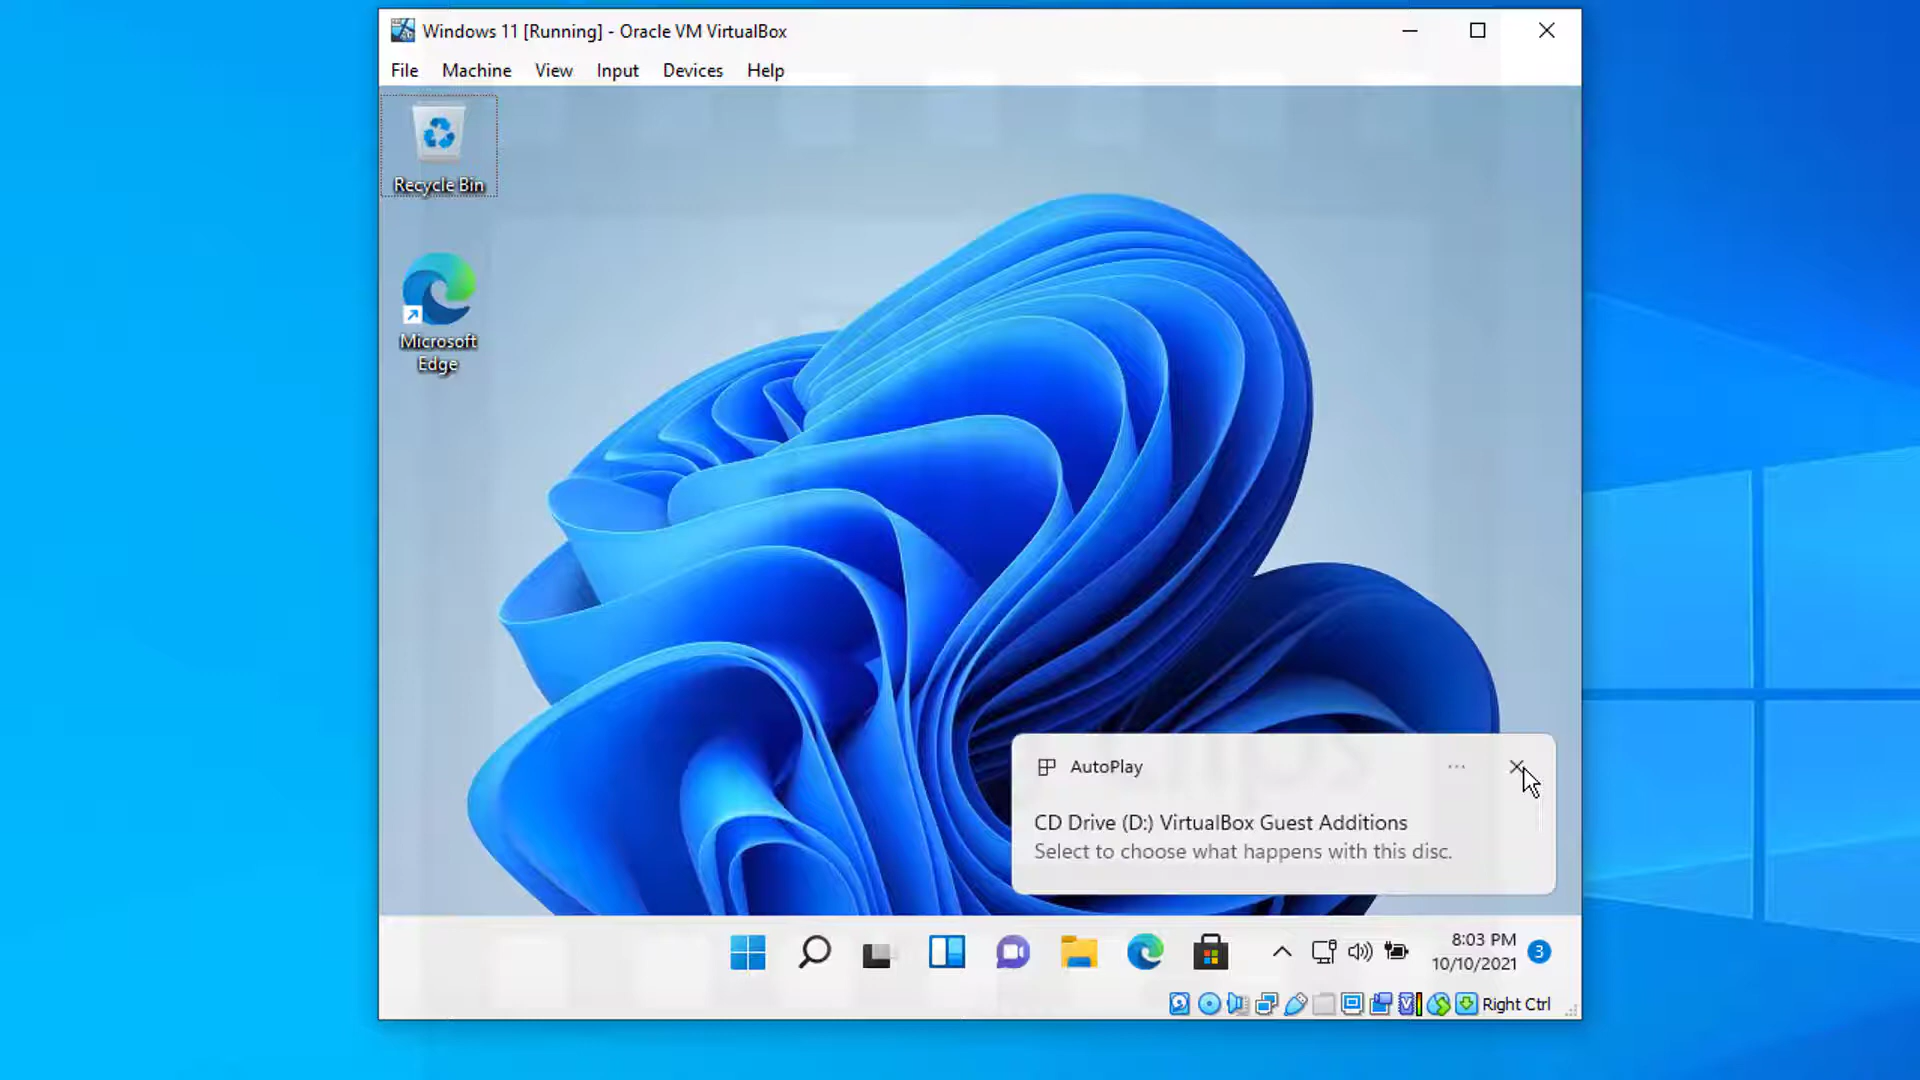 Windows 11 [Running] - Oracle VM VirtualBox
File Machine View Input Devices Help
Recycle Bin
Microsoft
Edge
AutoPlay
CD Drive (D:) VirtualBox Guest Additions
Select to choose what happens with this disc.
8:03 PM
10/10/2021
3
Right Ctrl